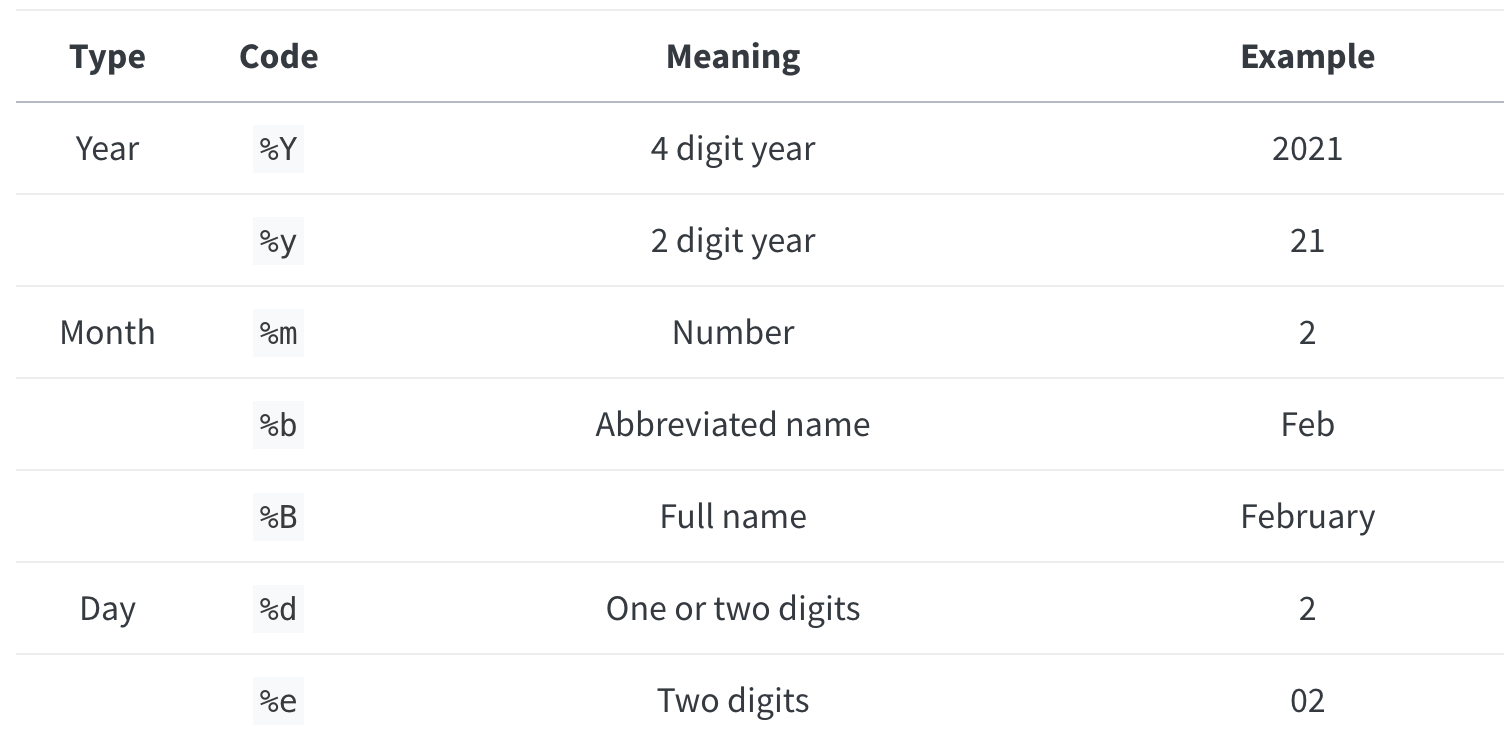 Type Code Meaning Example
Year %Y 4 digit year 2021
%y 2 digit year 21
Month %m Number 2
%b Abbreviated name Feb
%B Full name February
Day %d One or two digits 2
%e Two digits 02